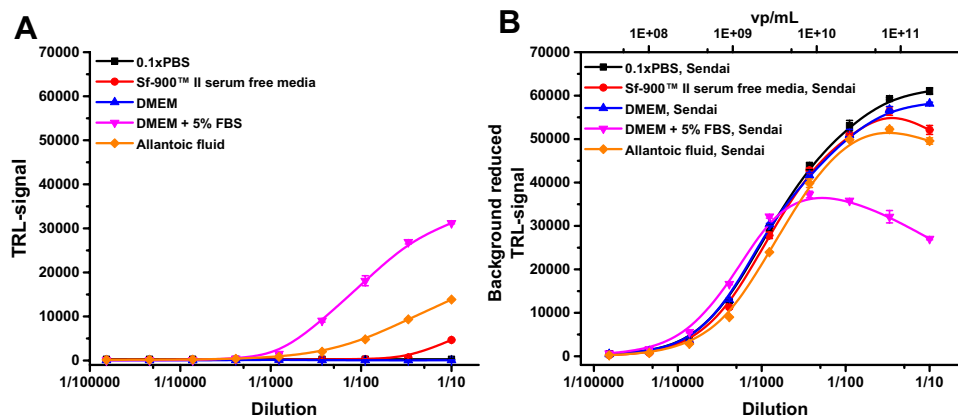 A
TRL-signal
70000
60000
50000
40000
30000
20000
10000
0
0.1xPBS
Sf-900™ II serum free media
DMEM
DMEM + 5% FBS
Allantoic fluid
1/100000
1/10000
1/1000
1/100
1/10
Dilution
B
vp/mL
1E+08
1E+09
1E+10
1E+11
Background reduced
TRL-signal
70000
60000
50000
40000
30000
20000
10000
0
0.1xPBS, Sendai
Sf-900™ II serum free media, Sendai
DMEM, Sendai
DMEM + 5% FBS, Sendai
Allantoic fluid, Sendai
1/100000
1/10000
1/1000
1/100
1/10
Dilution